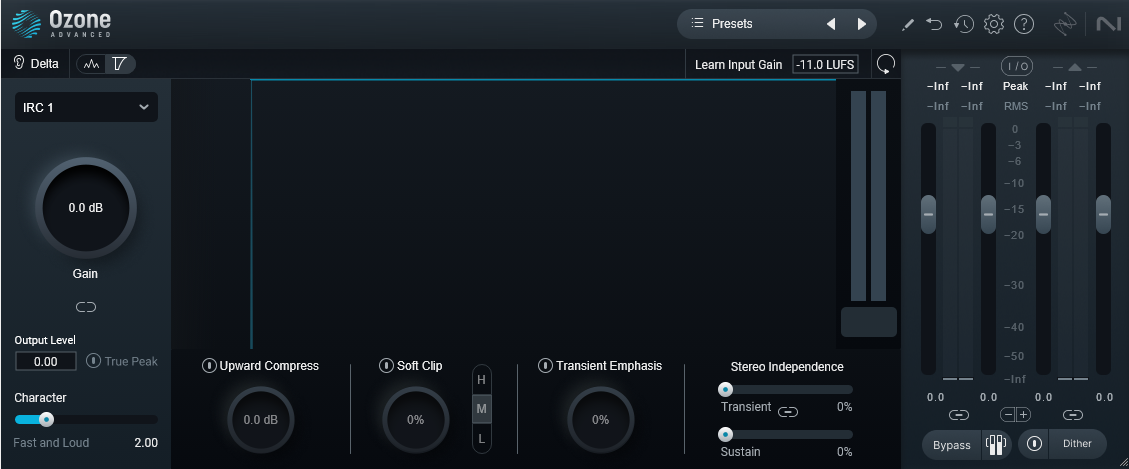 Ozone
ADVANCED
Presets
Delta
Learn Input Gain -11.0 LUFS
I / O
-Inf -Inf Peak -Inf -Inf
-Inf -Inf RMS -Inf -Inf
IRC 1
0.0 dB
Gain
Output Level
0.00 True Peak
Character
Fast and Loud 2.00
Upward Compress
0.0 dB
Soft Clip
0%
H
M
L
Transient Emphasis
0%
Stereo Independence
Transient 0%
Sustain 0%
0
-3
-6
-10
-15
-20
-30
-40
-50
-Inf
0.0 0.0 0.0 0.0
Bypass
Dither